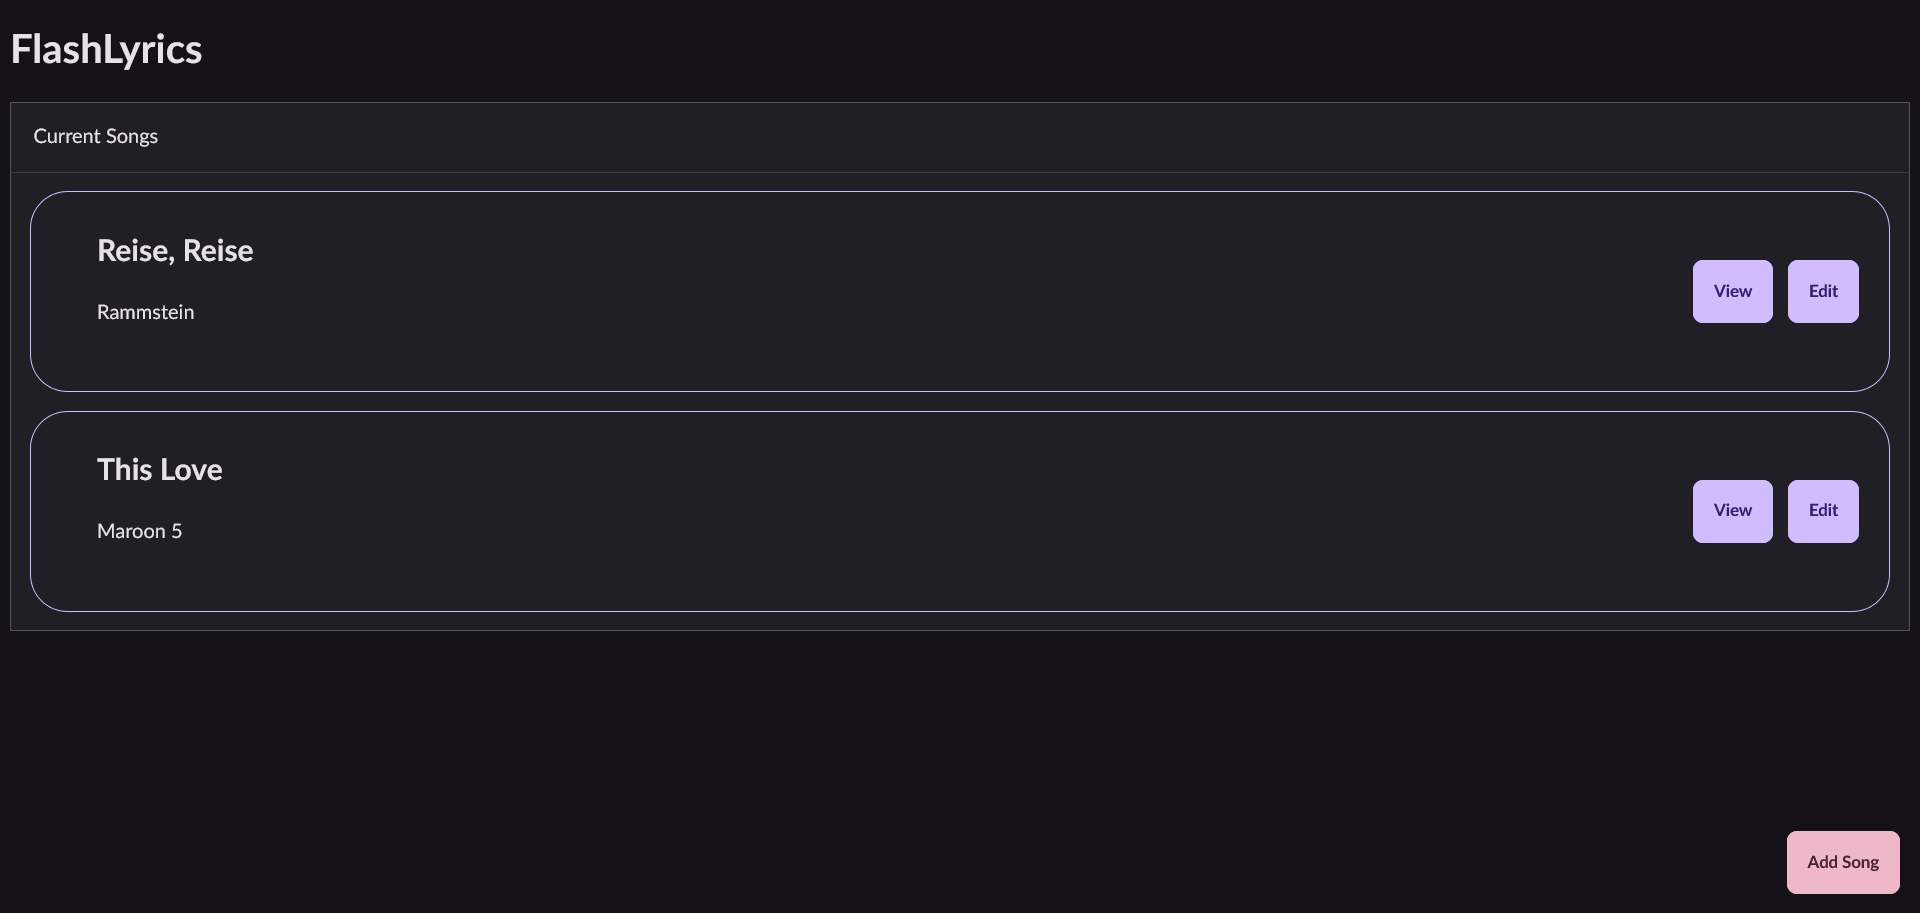 FlashLyrics
Current Songs
Reise, Reise
Rammstein
View Edit
This Love
Maroon 5
View Edit
Add Song